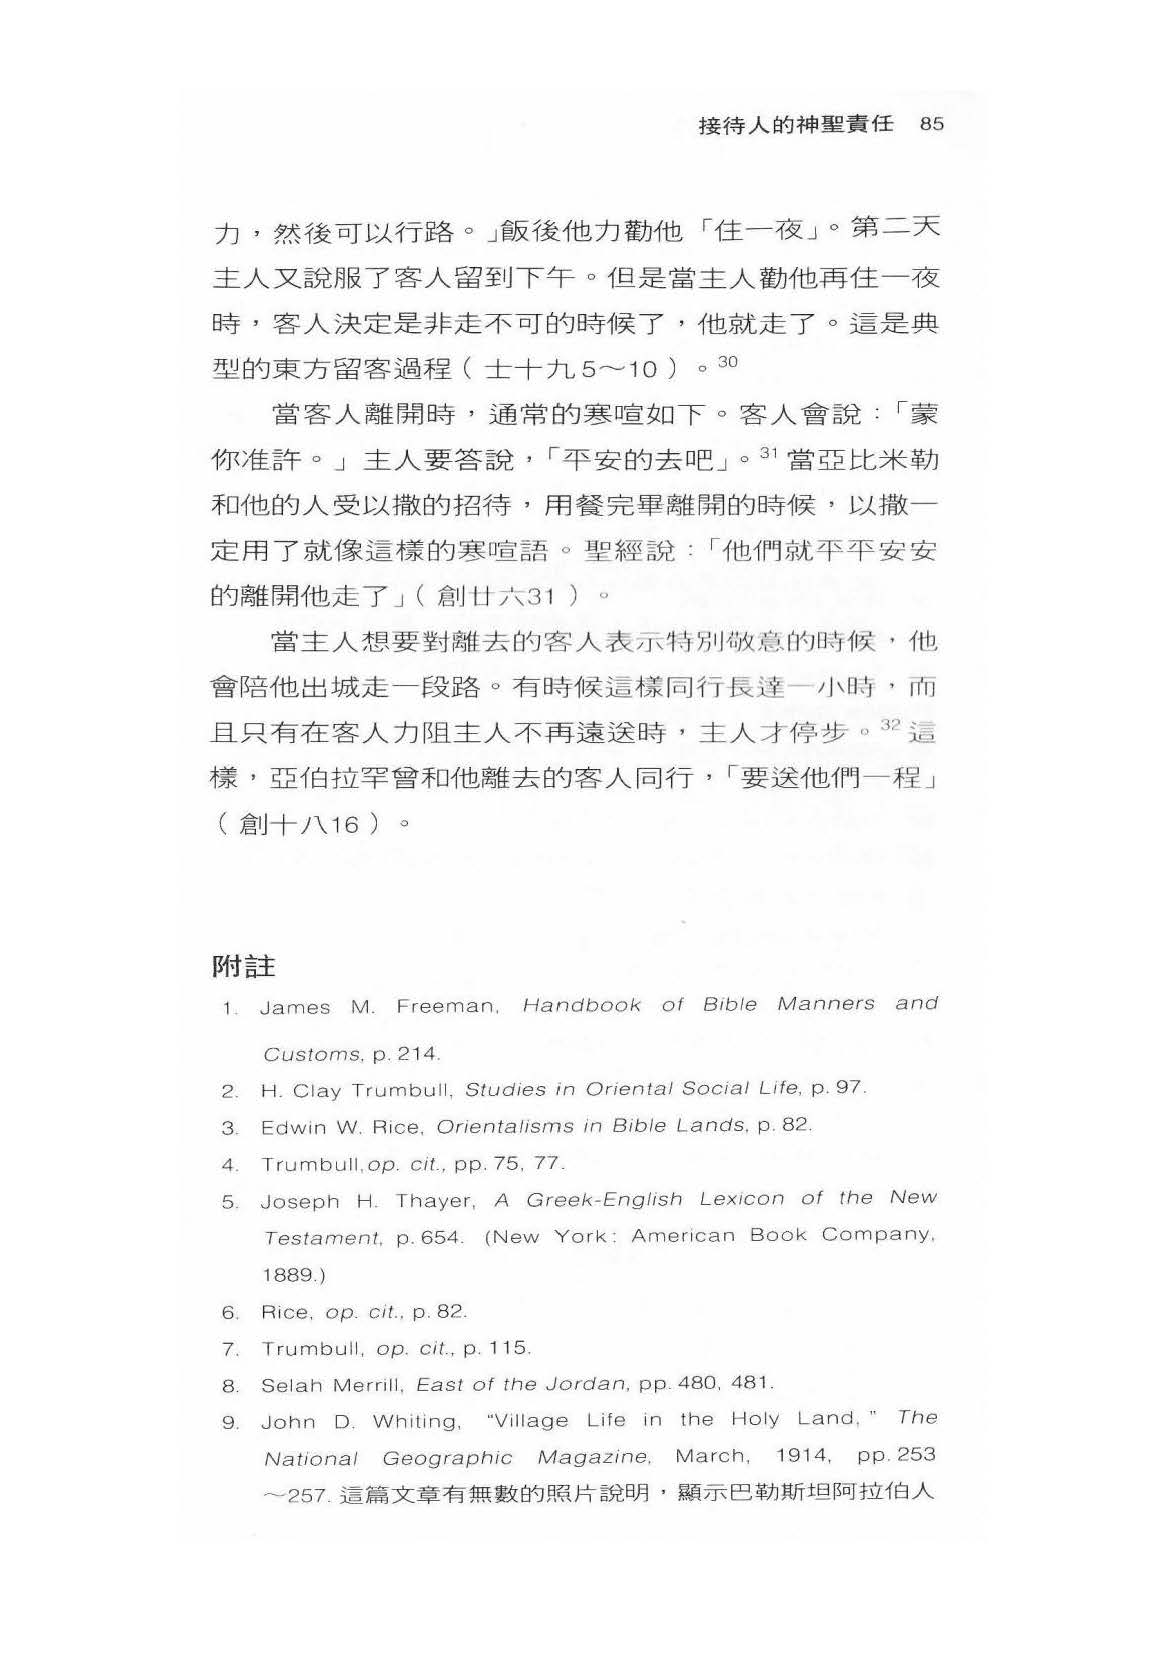 接待人的神聖責任 85
力，然後可以行路。」飯後他力勸他「住一夜」。第二天
主人又說服了客人留到下午。但是當主人勸他再住一夜
時，客人決定是非走不可的時候了，他就走了。這是典
型的東方留客過程（士十九5～10）。30
當客人離開時，通常的寒喧如下。客人會說：「蒙
你准許。」主人要答說，「平安的去吧」。31當亞比米勒
和他的人受以撒的招待，用餐完畢離開的時候，以撒一
定用了就像這樣的寒喧語。聖經說：「他們就平平安安
的離開他走了」（創廿六31）。
當主人想要對離去的客人表示特別敬意的時候，他
會陪他出城走一段路。有時候這樣同行長達一小時，而
且只有在客人力阻主人不再遠送時，主人才停步。32這
樣，亞伯拉罕曾和他離去的客人同行，「要送他們一程」
（創十八16）。
附註
1. James M. Freeman, Handbook of Bible Manners and
Customs, p. 214.
2. H. Clay Trumbull, Studies in Oriental Social Life, p. 97.
3. Edwin W. Rice, Orientalisms in Bible Lands, p. 82.
4. Trumbull, op. cit., pp. 75, 77.
5. Joseph H. Thayer, A Greek-English Lexicon of the New
Testament, p. 654. (New York: American Book Company,
1889.)
6. Rice, op. cit., p. 82.
7. Trumbull, op. cit., p. 115.
8. Selah Merrill, East of the Jordan, pp. 480, 481.
9. John D. Whiting, "Village Life in the Holy Land," The
National Geographic Magazine, March, 1914, pp. 253
～257. 這篇文章有無數的照片說明，顯示巴勒斯坦阿拉伯人